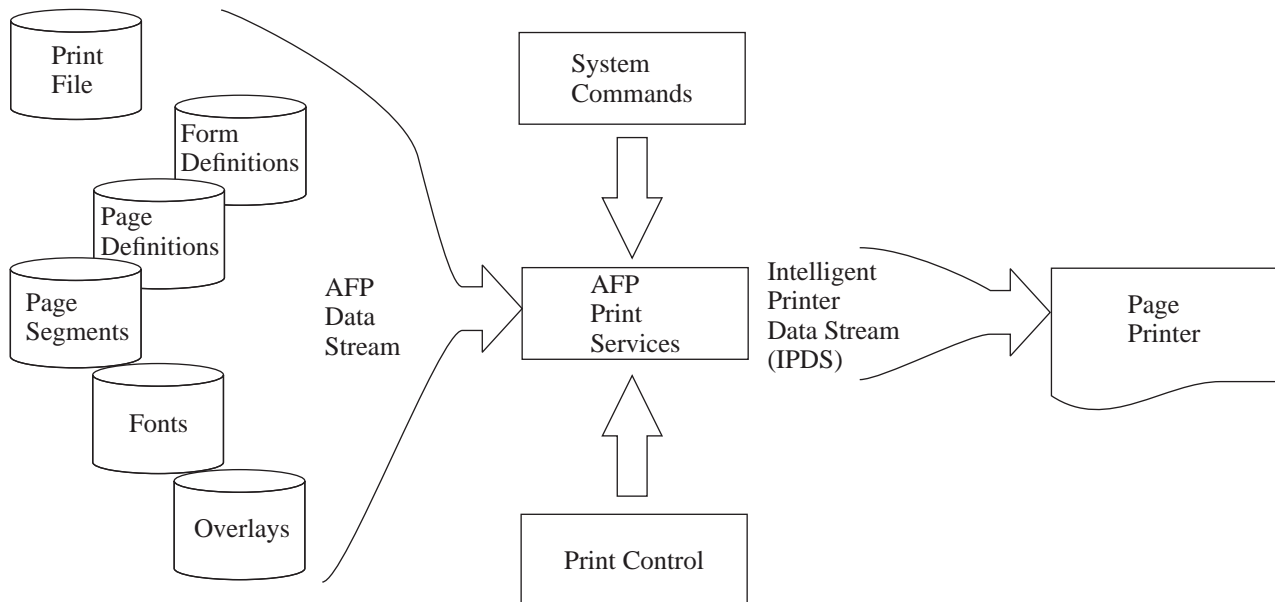 Print
File
Form
Definitions
Page
Definitions
Page
Segments
Fonts
Overlays
AFP
Data
Stream
System
Commands
AFP
Print
Services
Print Control
Intelligent
Printer
Data Stream
(IPDS)
Page
Printer